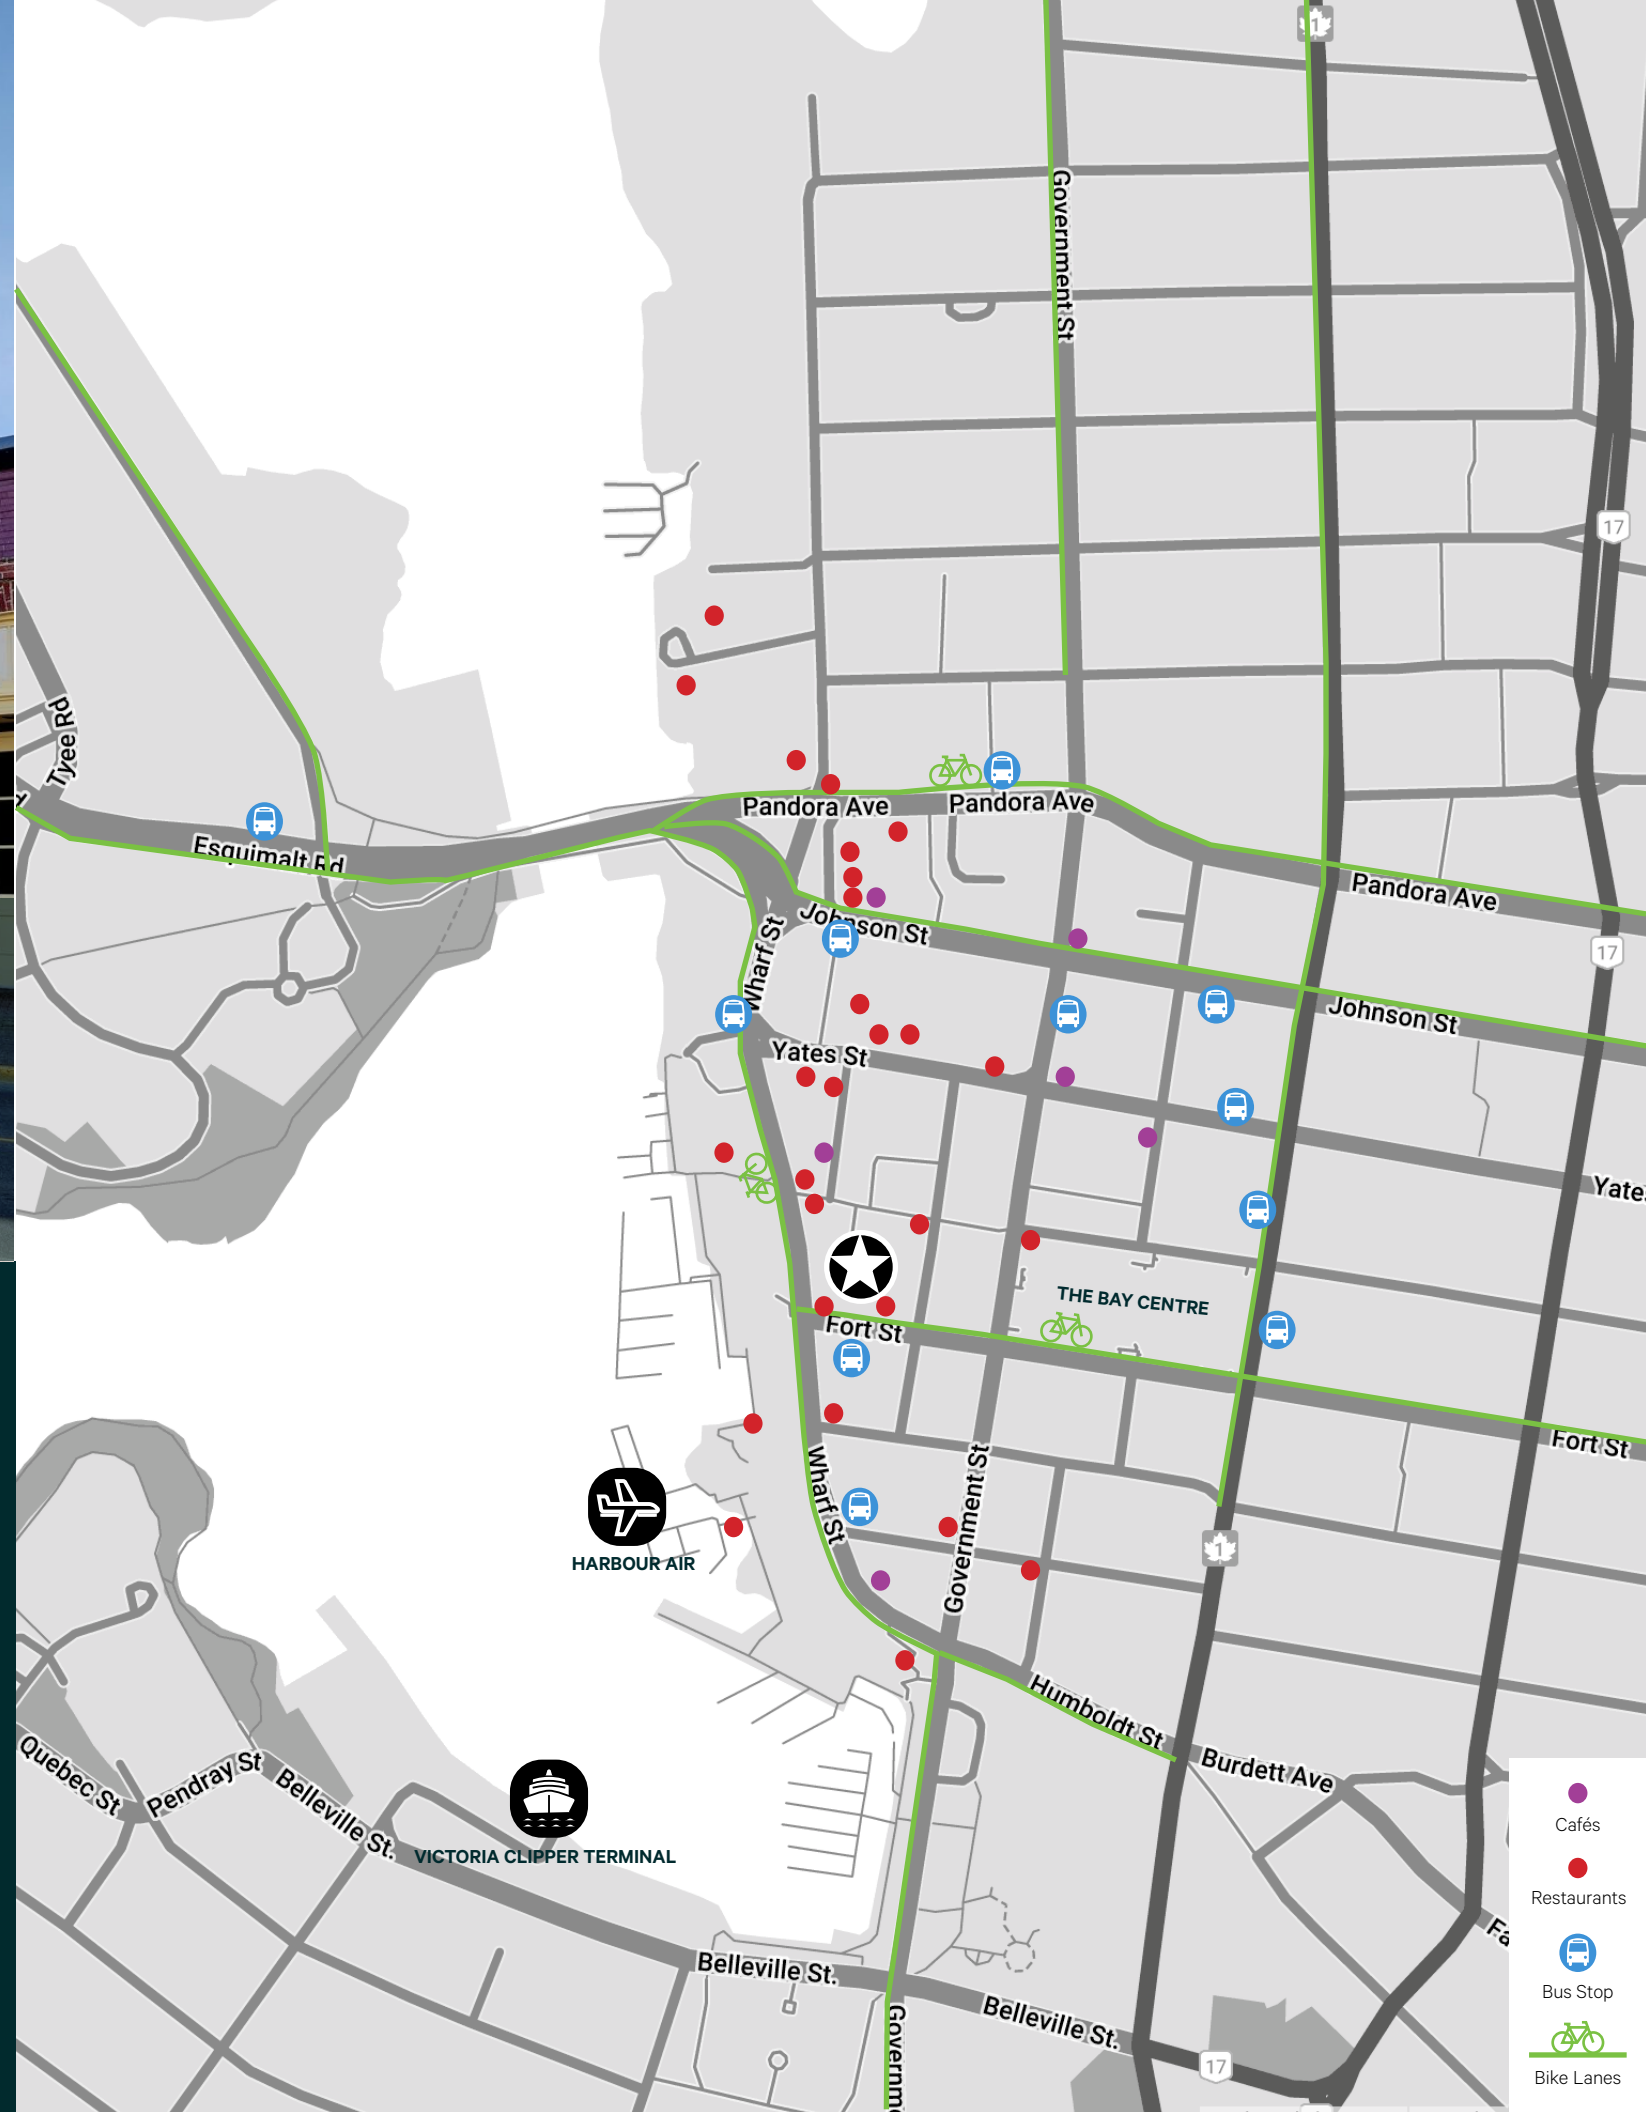 1
Government St
17
Tyee Rd
Pandora Ave
Pandora Ave
Esquimalt Rd
Pandora Ave
Johnson St
17
Wharf St
Johnson St
Yates St
Yates
THE BAY CENTRE
Fort St
Fort St
Wharf St
Government St
HARBOUR AIR
1
Humboldt St
Burdett Ave
Quebec St
Pendray St
Belleville St.
VICTORIA CLIPPER TERMINAL
Cafés
Restaurants
Fa
Belleville St.
Bus Stop
Belleville St.
Governme
17
Bike Lanes